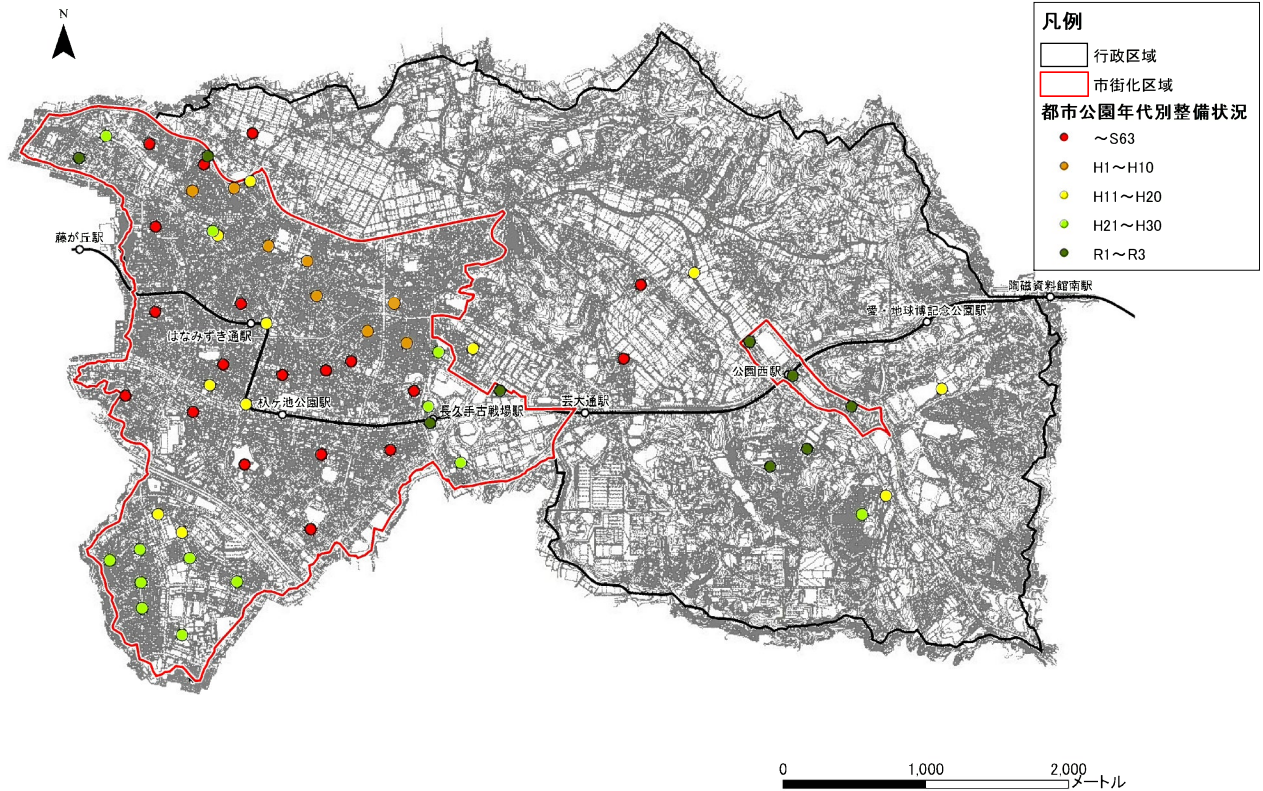 N
凡例
行政区域
市街化区域
都市公園年代別整備状況
～S63
H1～H10
H11～H20
H21～H30
R1～R3
藤が丘駅
はなみずき通駅
杁ヶ池公園駅
長久手古戦場駅
芸大通駅
公園西駅
愛・地球博記念公園駅
陶磁資料館南駅
0 1,000 2,000
メートル